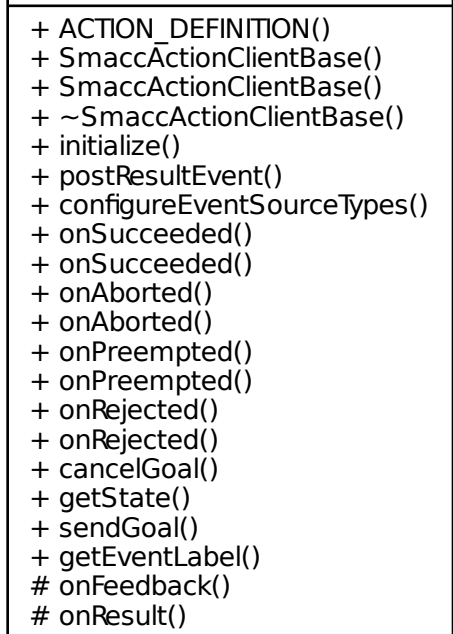 + ACTION_DEFINITION()
+ SmaccActionClientBase()
+ SmaccActionClientBase()
+ ~SmaccActionClientBase()
+ initialize()
+ postResultEvent()
+ configureEventSourceTypes()
+ onSucceeded()
+ onSucceeded()
+ onAborted()
+ onAborted()
+ onPreempted()
+ onPreempted()
+ onRejected()
+ onRejected()
+ cancelGoal()
+ getState()
+ sendGoal()
+ getEventLabel()
# onFeedback()
# onResult()